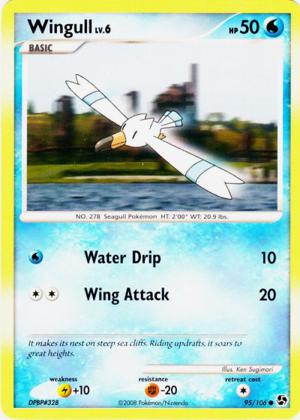 Wingull LV.6 HP 50
BASIC
NO. 278 Seagull Pokémon HT: 2'00" WT: 20.9 lbs.
Water Drip 10
Wing Attack 20
It makes its nest on steep sea cliffs. Riding updrafts, it soars to
great heights.
Illus. Ken Sugimori
weakness resistance retreat cost
+10 -20
DPBP#328 ©2008 Pokémon/Nintendo 95/106